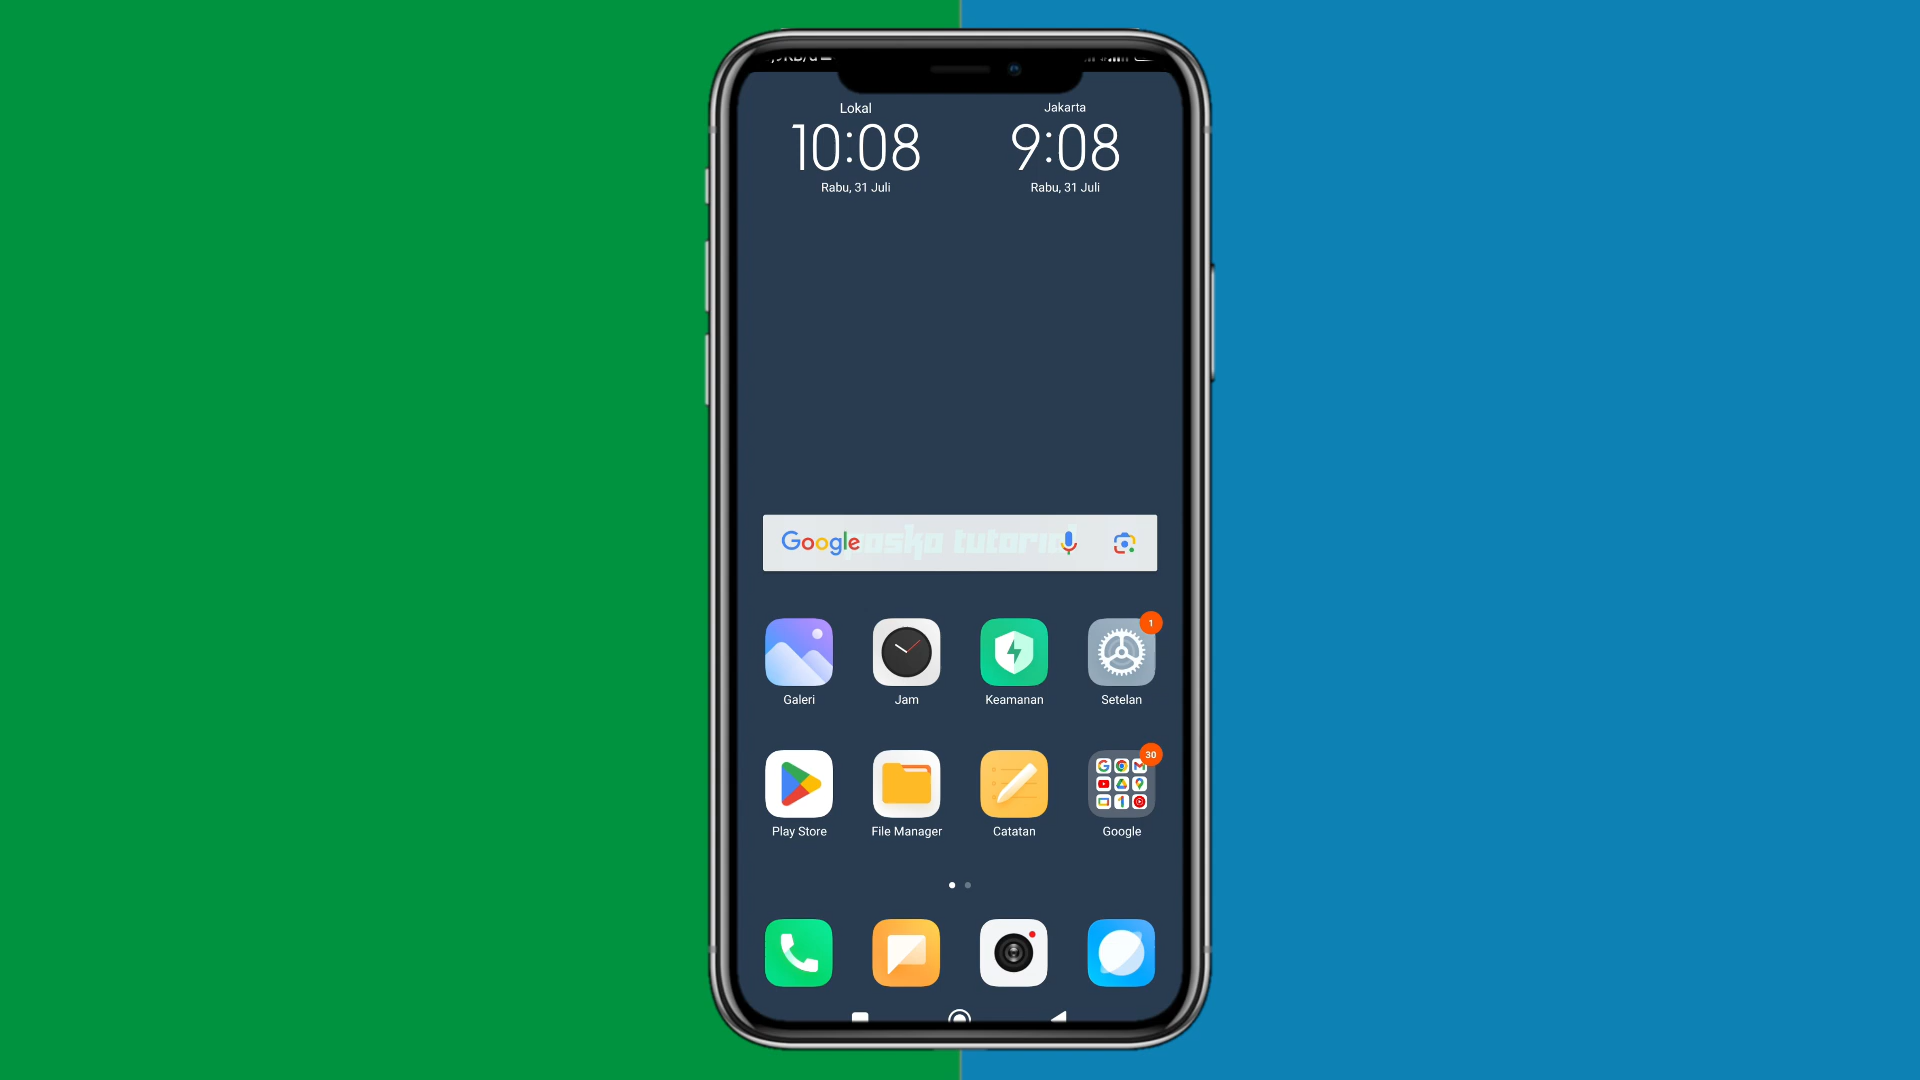 Lokal
10:08
Rabu, 31 Juli
Jakarta
9:08
Rabu, 31 Juli
Google
tutorial
Galeri
Jam
Keamanan
1
Setelan
Play Store
File Manager
Catatan
30
Google